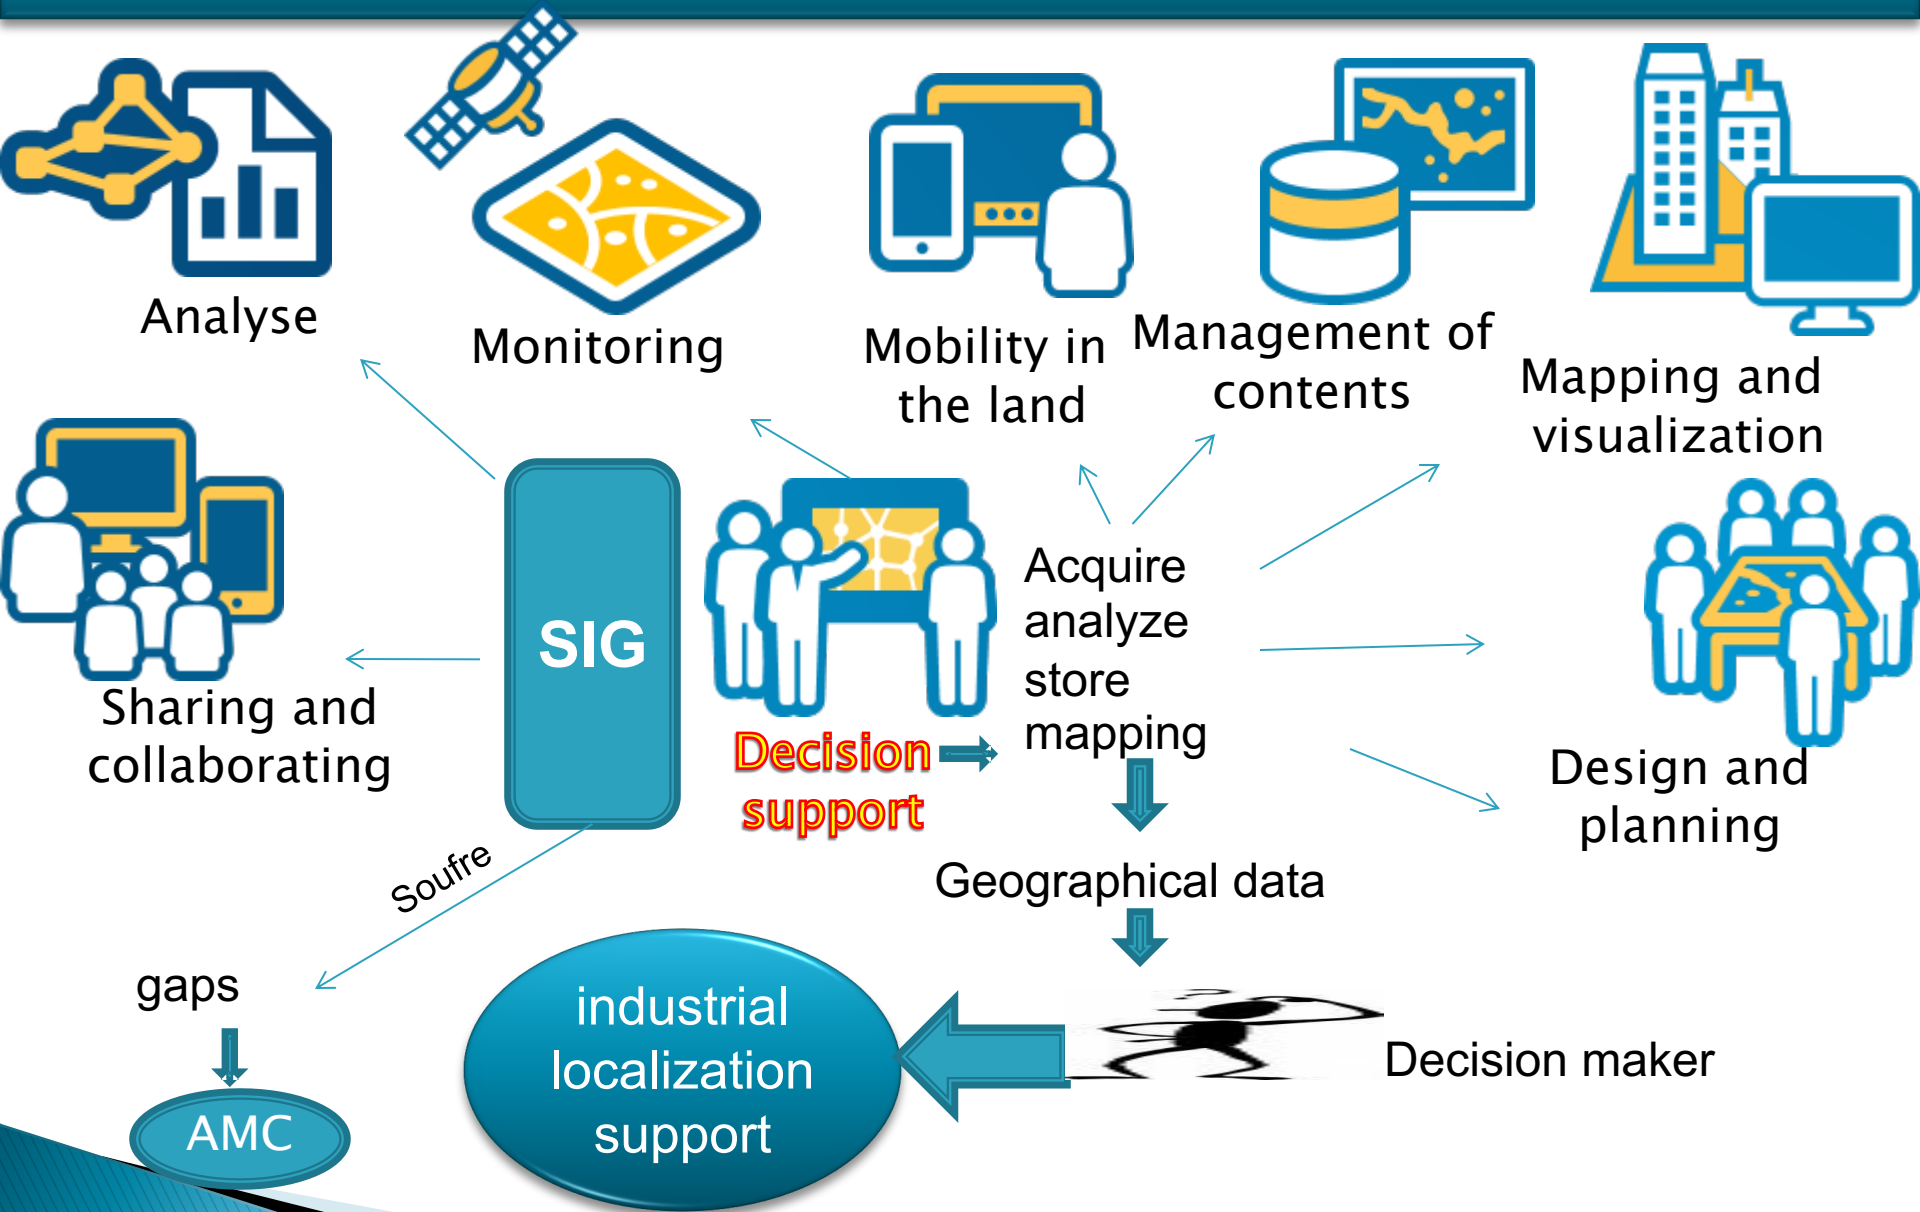 Analyse
Monitoring
Mobility in
the land
Management of
contents
Mapping and
visualization
Sharing and
collaborating
SIG
Decision
support
Acquire
analyze
store
mapping
Design and
planning
Soufre
Geographical data
gaps
AMC
industrial
localization
support
Decision maker